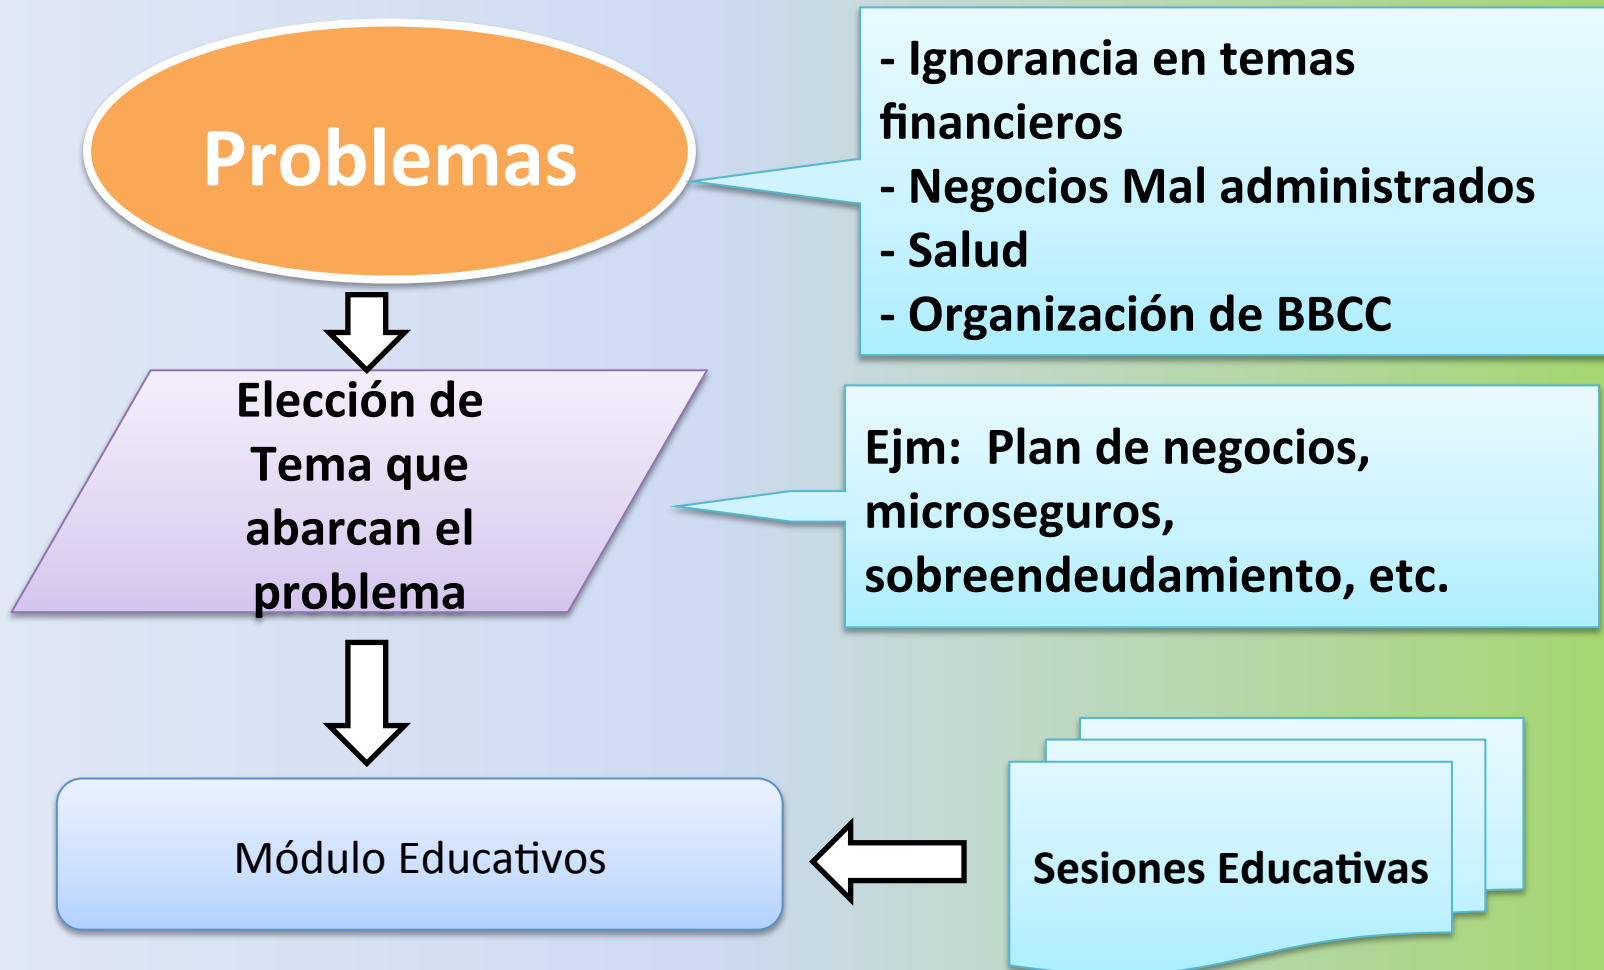 Problemas
- Ignorancia en temas
financieros
- Negocios Mal administrados
- Salud
- Organización de BBCC
Elección de
Tema que
abarcan el
problema
Ejm:  Plan de negocios,
microseguros,
sobreendeudamiento, etc.
Módulo Educativos
Sesiones Educativas